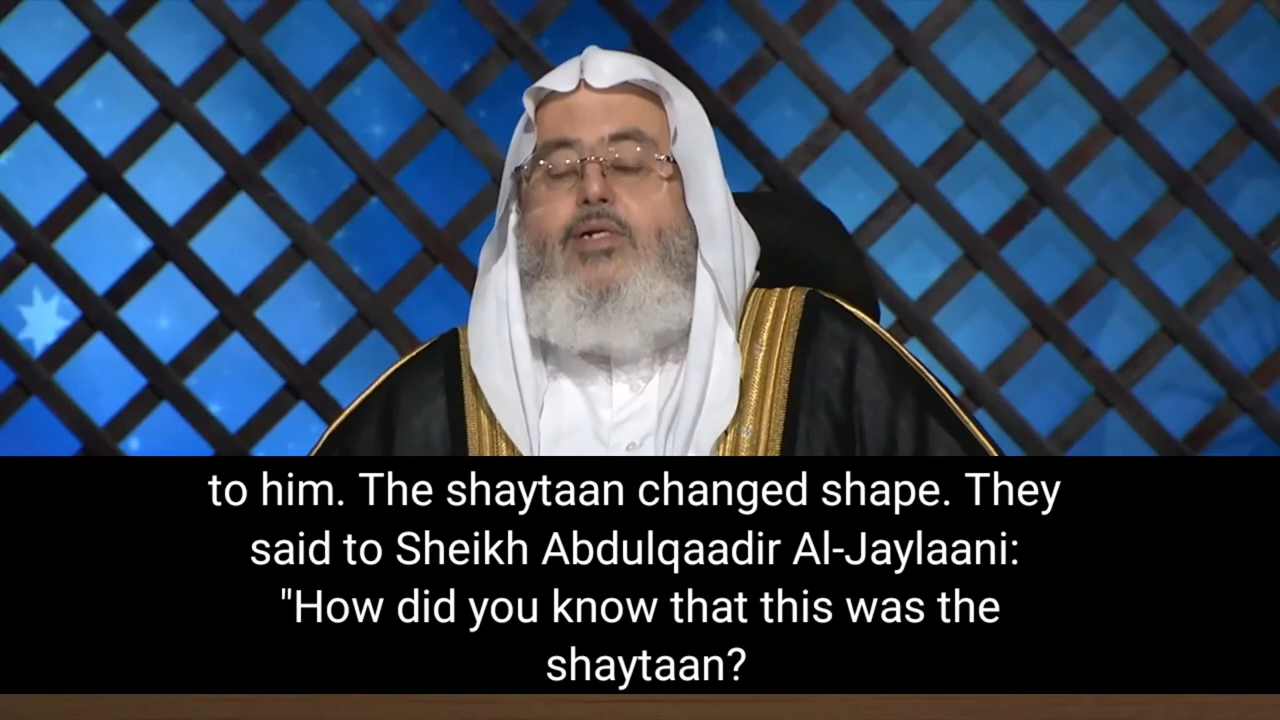 to him. The shaytaan changed shape. They
said to Sheikh Abdulqaadir Al-Jaylaani:
"How did you know that this was the
shaytaan?